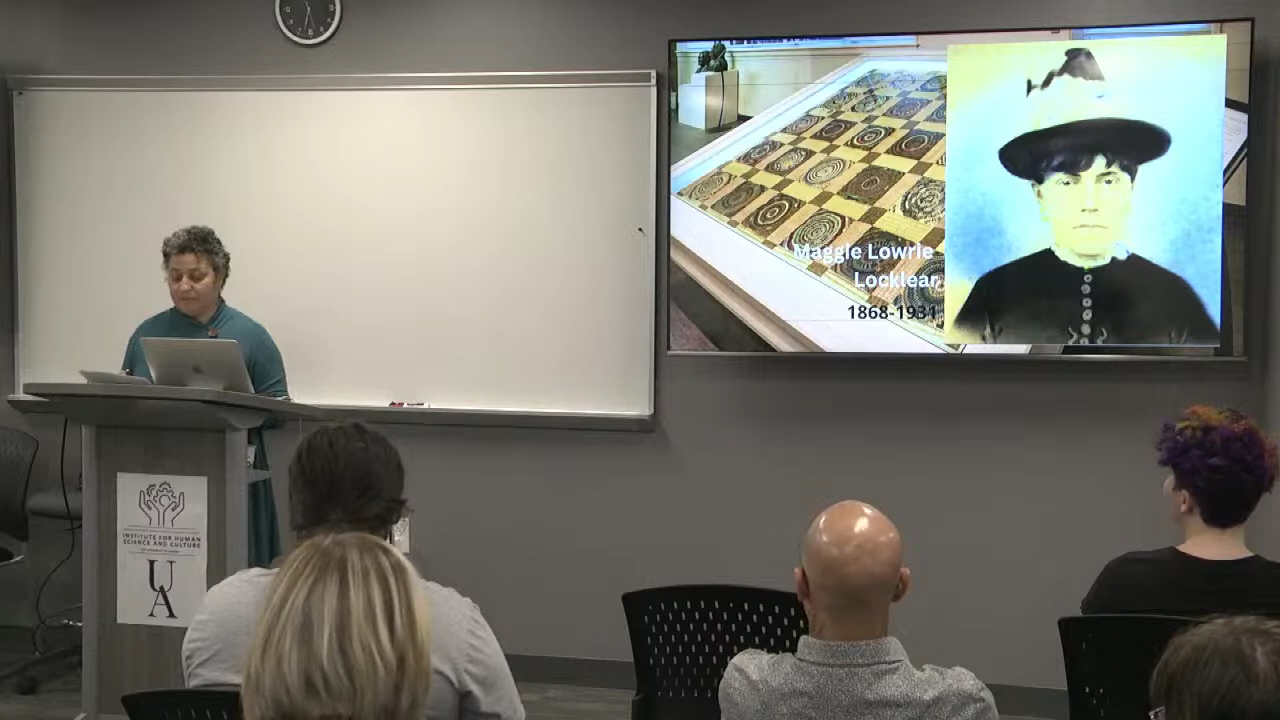 Maggie Lowrie
Locklear
1868-1931
INSTITUTE FOR HUMAN
SCIENCE AND CULTURE
UA